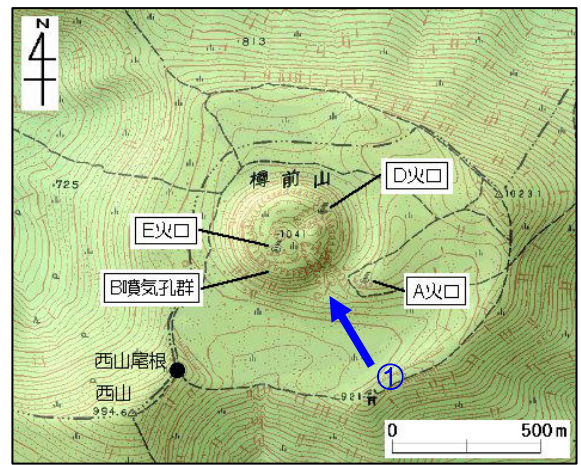 N
・813
樽前山
D火口
・725
△1023.1
E火口
・1041
B噴気孔群
A火口
西山尾根
①
西山
994.6△
・921
0 500m